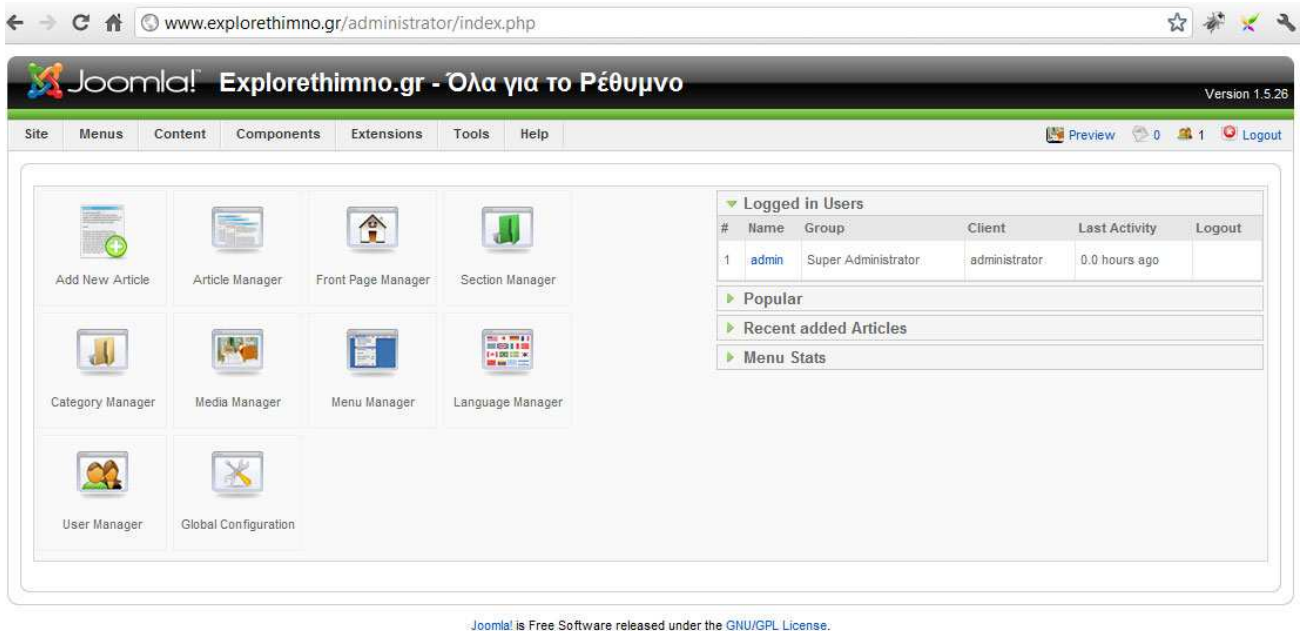 www.explorethimno.gr/administrator/index.php
Joomla! Explorethimno.gr - Όλα για το Ρέθυμνο
Version 1.5.26
Site Menus Content Components Extensions Tools Help
Preview 0 1 Logout
Add New Article
Article Manager
Front Page Manager
Section Manager
Category Manager
Media Manager
Menu Manager
Language Manager
User Manager
Global Configuration
Logged in Users
# Name Group Client Last Activity Logout
1 admin Super Administrator administrator 0.0 hours ago
Popular
Recent added Articles
Menu Stats
Joomla! is Free Software released under the GNU/GPL License.